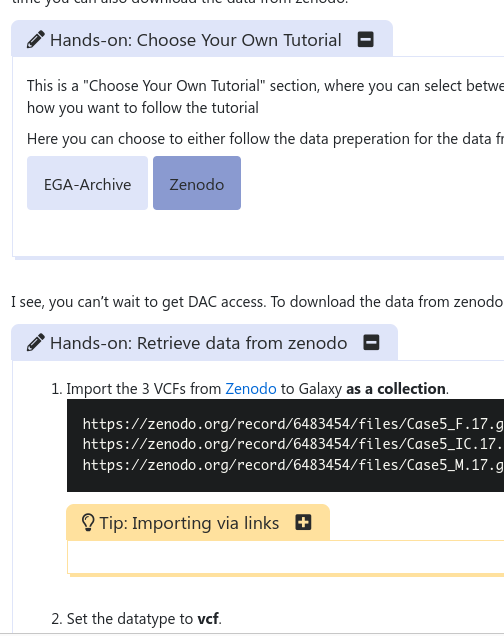 time you can also download the data from zenodo.
Hands-on: Choose Your Own Tutorial
This is a "Choose Your Own Tutorial" section, where you can select
how you want to follow the tutorial
Here you can choose to either follow the data preperation for the data
EGA-Archive
Zenodo
I see, you can’t wait to get DAC access. To download the data from zenodo
Hands-on: Retrieve data from zenodo
1. Import the 3 VCFs from Zenodo to Galaxy as a collection.
https://zenodo.org/record/6483454/files/Case5_F.17.g
https://zenodo.org/record/6483454/files/Case5_IC.17.
https://zenodo.org/record/6483454/files/Case5_M.17.g
Tip: Importing via links
2. Set the datatype to vcf.